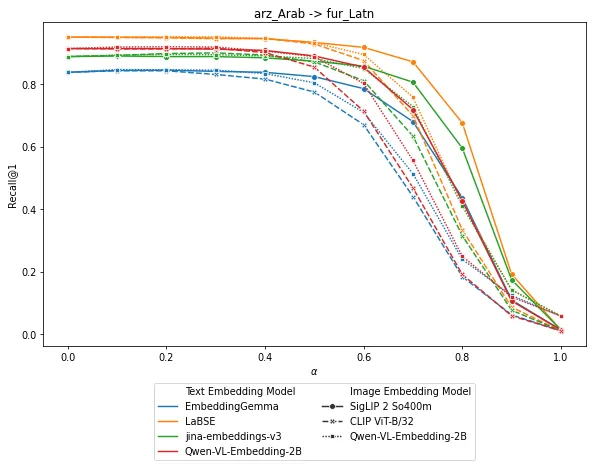 arz_Arab -> fur_Latn
Recall@1
0.8
0.6
0.4
0.2
0.0
0.0 0.2 0.4 0.6 0.8 1.0
α
Text Embedding Model
EmbeddingGemma
LaBSE
jina-embeddings-v3
Qwen-VL-Embedding-2B
Image Embedding Model
SigLIP 2 So400m
CLIP ViT-B/32
Qwen-VL-Embedding-2B